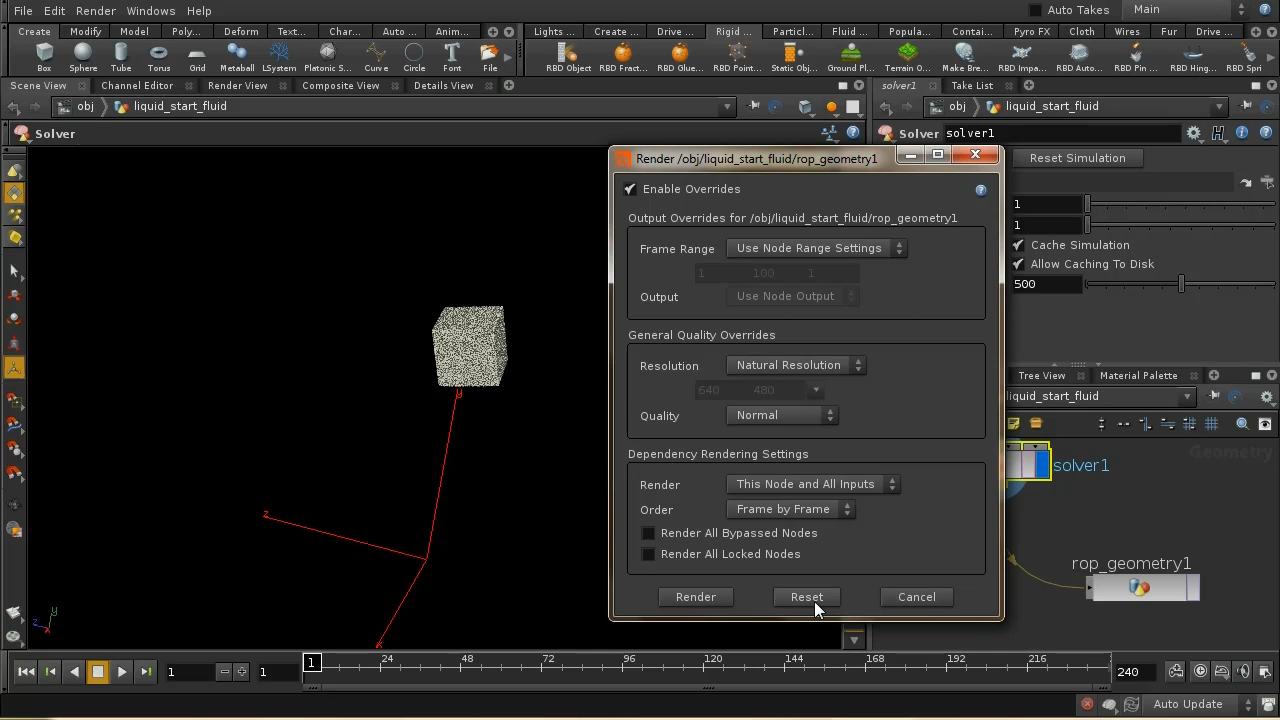 File Edit Render Windows Help Auto Takes Main
Create Modify Model Poly... Deform Text... Char... Auto ... Anim... Lights ... Create ... Drive ... Rigid ... Particl... Fluid ... Popula... Contai... Pyro FX Cloth Wires Fur Drive ...
Box Sphere Tube Torus Grid Metaball LSystem Platonic S... Curve Circle Font File RBD Object RBD Fract... RBD Glue... RBD Point... Static Obj... Ground Pl... Terrain O... Make Bre... RBD Impa... RBD Auto... RBD Pin ... RBD Hing... RBD Spri
Scene View Channel Editor Render View Composite View Details View solver1 Take List
obj liquid_start_fluid obj liquid_start_fluid
Solver Solver solver1
Render /obj/liquid_start_fluid/rop_geometry1
Reset Simulation
1
1
Cache Simulation
Allow Caching To Disk
500
Enable Overrides
Output Overrides for /obj/liquid_start_fluid/rop_geometry1
Frame Range Use Node Range Settings
1 100 1
Output Use Node Output
General Quality Overrides
Resolution Natural Resolution
640 480
Quality Normal
Dependency Rendering Settings
Render This Node and All Inputs
Order Frame by Frame
Render All Bypassed Nodes
Render All Locked Nodes
Render Reset Cancel
Tree View Material Palette
liquid_start_fluid
Geometry
solver1
rop_geometry1
y
z
x
y
z
x
1 1 1 24 48 72 96 120 144 168 192 216 240
Auto Update